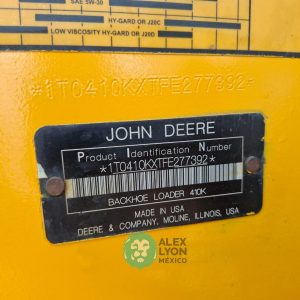 SAE 5W-30
HY-GARD OR J20C
LOW VISCOSITY HY-GARD OR J20D
*1T0410KXTFE277392*
JOHN DEERE
Product Identification Number
*1T0410KXTFE277392*
BACKHOE LOADER 410K
MADE IN USA
DEERE & COMPANY, MOLINE, ILLINOIS, USA
ALEX
LYON
MÉXICO